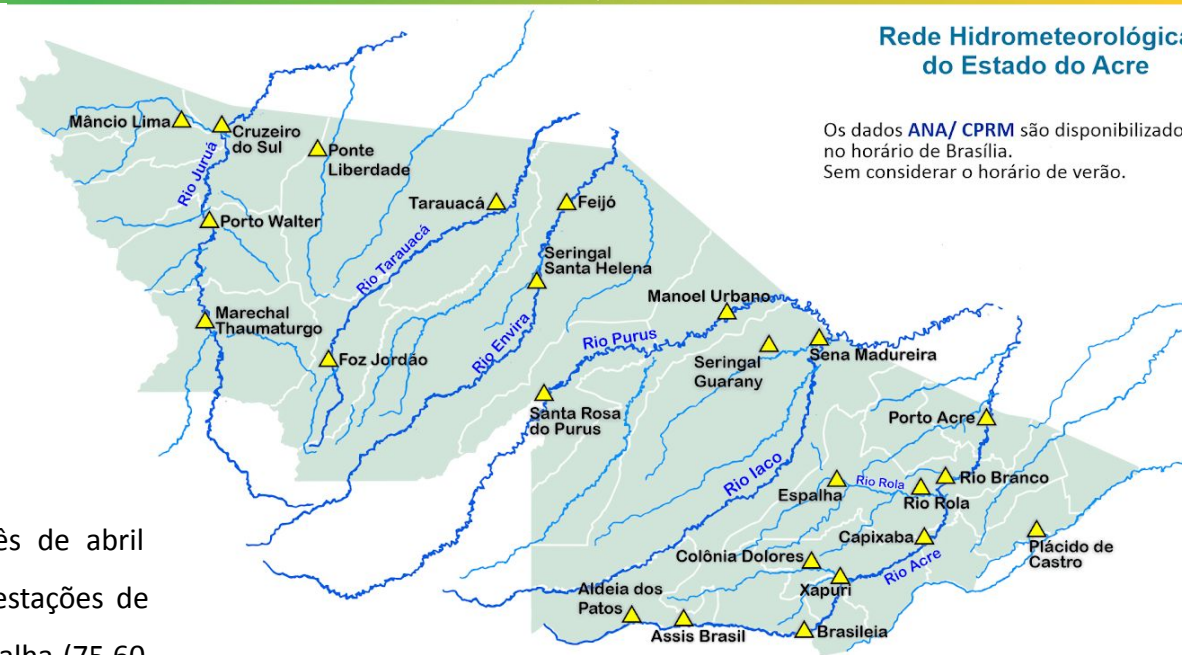 Rede Hidrometeorológica
do Estado do Acre
Os dados ANA/ CPRM são disponibilizado
no horário de Brasília.
Sem considerar o horário de verão.
Mâncio Lima
Cruzeiro
do Sul
Ponte
Liberdade
Rio Juruá
Porto Walter
Tarauacá
Feijó
Rio Tarauacá
Seringal
Santa Helena
Marechal
Thaumaturgo
Foz Jordão
Rio Envira
Manoel Urbano
Rio Purus
Seringal
Guarany
Sena Madureira
Santa Rosa
do Purus
Porto Acre
Rio Iaco
Espalha
Rio Rola
Rio Rola
Rio Branco
Capixaba
Plácido de
Castro
Colônia Dolores
Rio Acre
Xapuri
Aldeia dos
Patos
Assis Brasil
Brasileia
ês de abril
estações de
alha (75,60